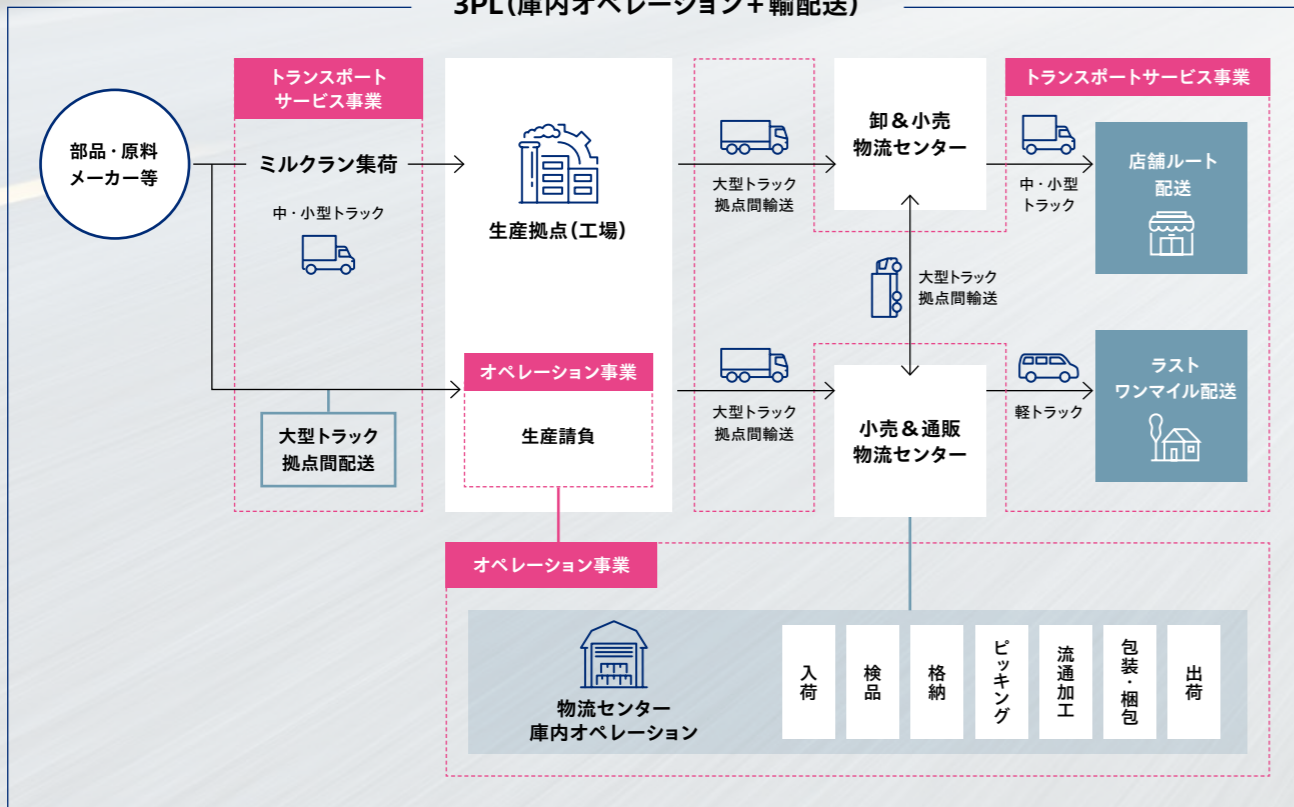 3PL(庫内オペレーション+輸配送)
部品・原料
メーカー等
トランスポート
サービス事業
ミルクラン集荷
中・小型トラック
大型トラック
拠点間配送
生産拠点(工場)
オペレーション事業
生産請負
大型トラック
拠点間輸送
大型トラック
拠点間輸送
卸&小売
物流センター
大型トラック
拠点間輸送
小売&通販
物流センター
トランスポートサービス事業
中・小型
トラック
店舗ルート
配送
軽トラック
ラスト
ワンマイル配送
オペレーション事業
物流センター
庫内オペレーション
入荷
検品
格納
ピッキング
流通加工
包装・梱包
出荷